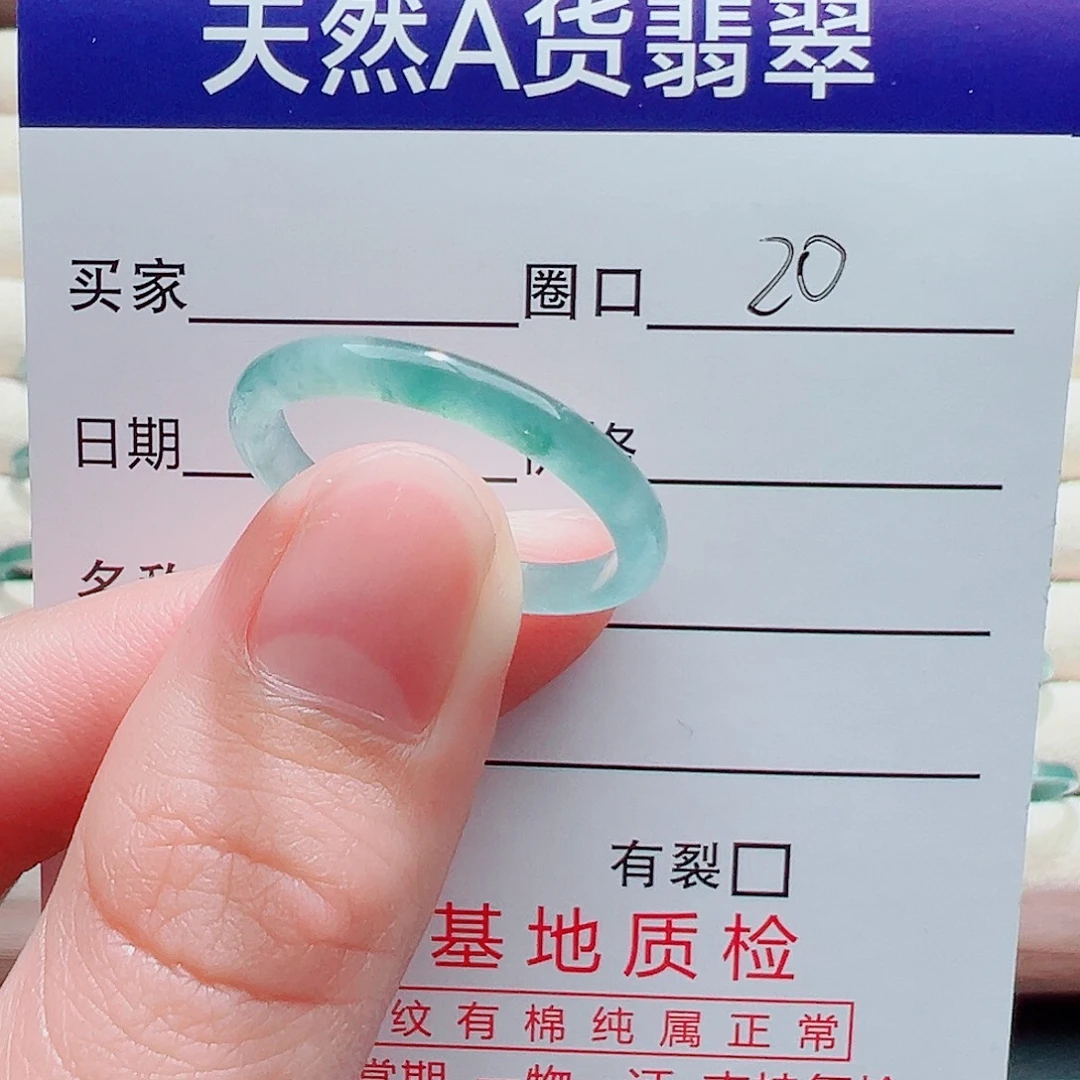 天然A货翡翠
买家 圈口 20
日期
有裂
基地质检
纹有棉纯属正常